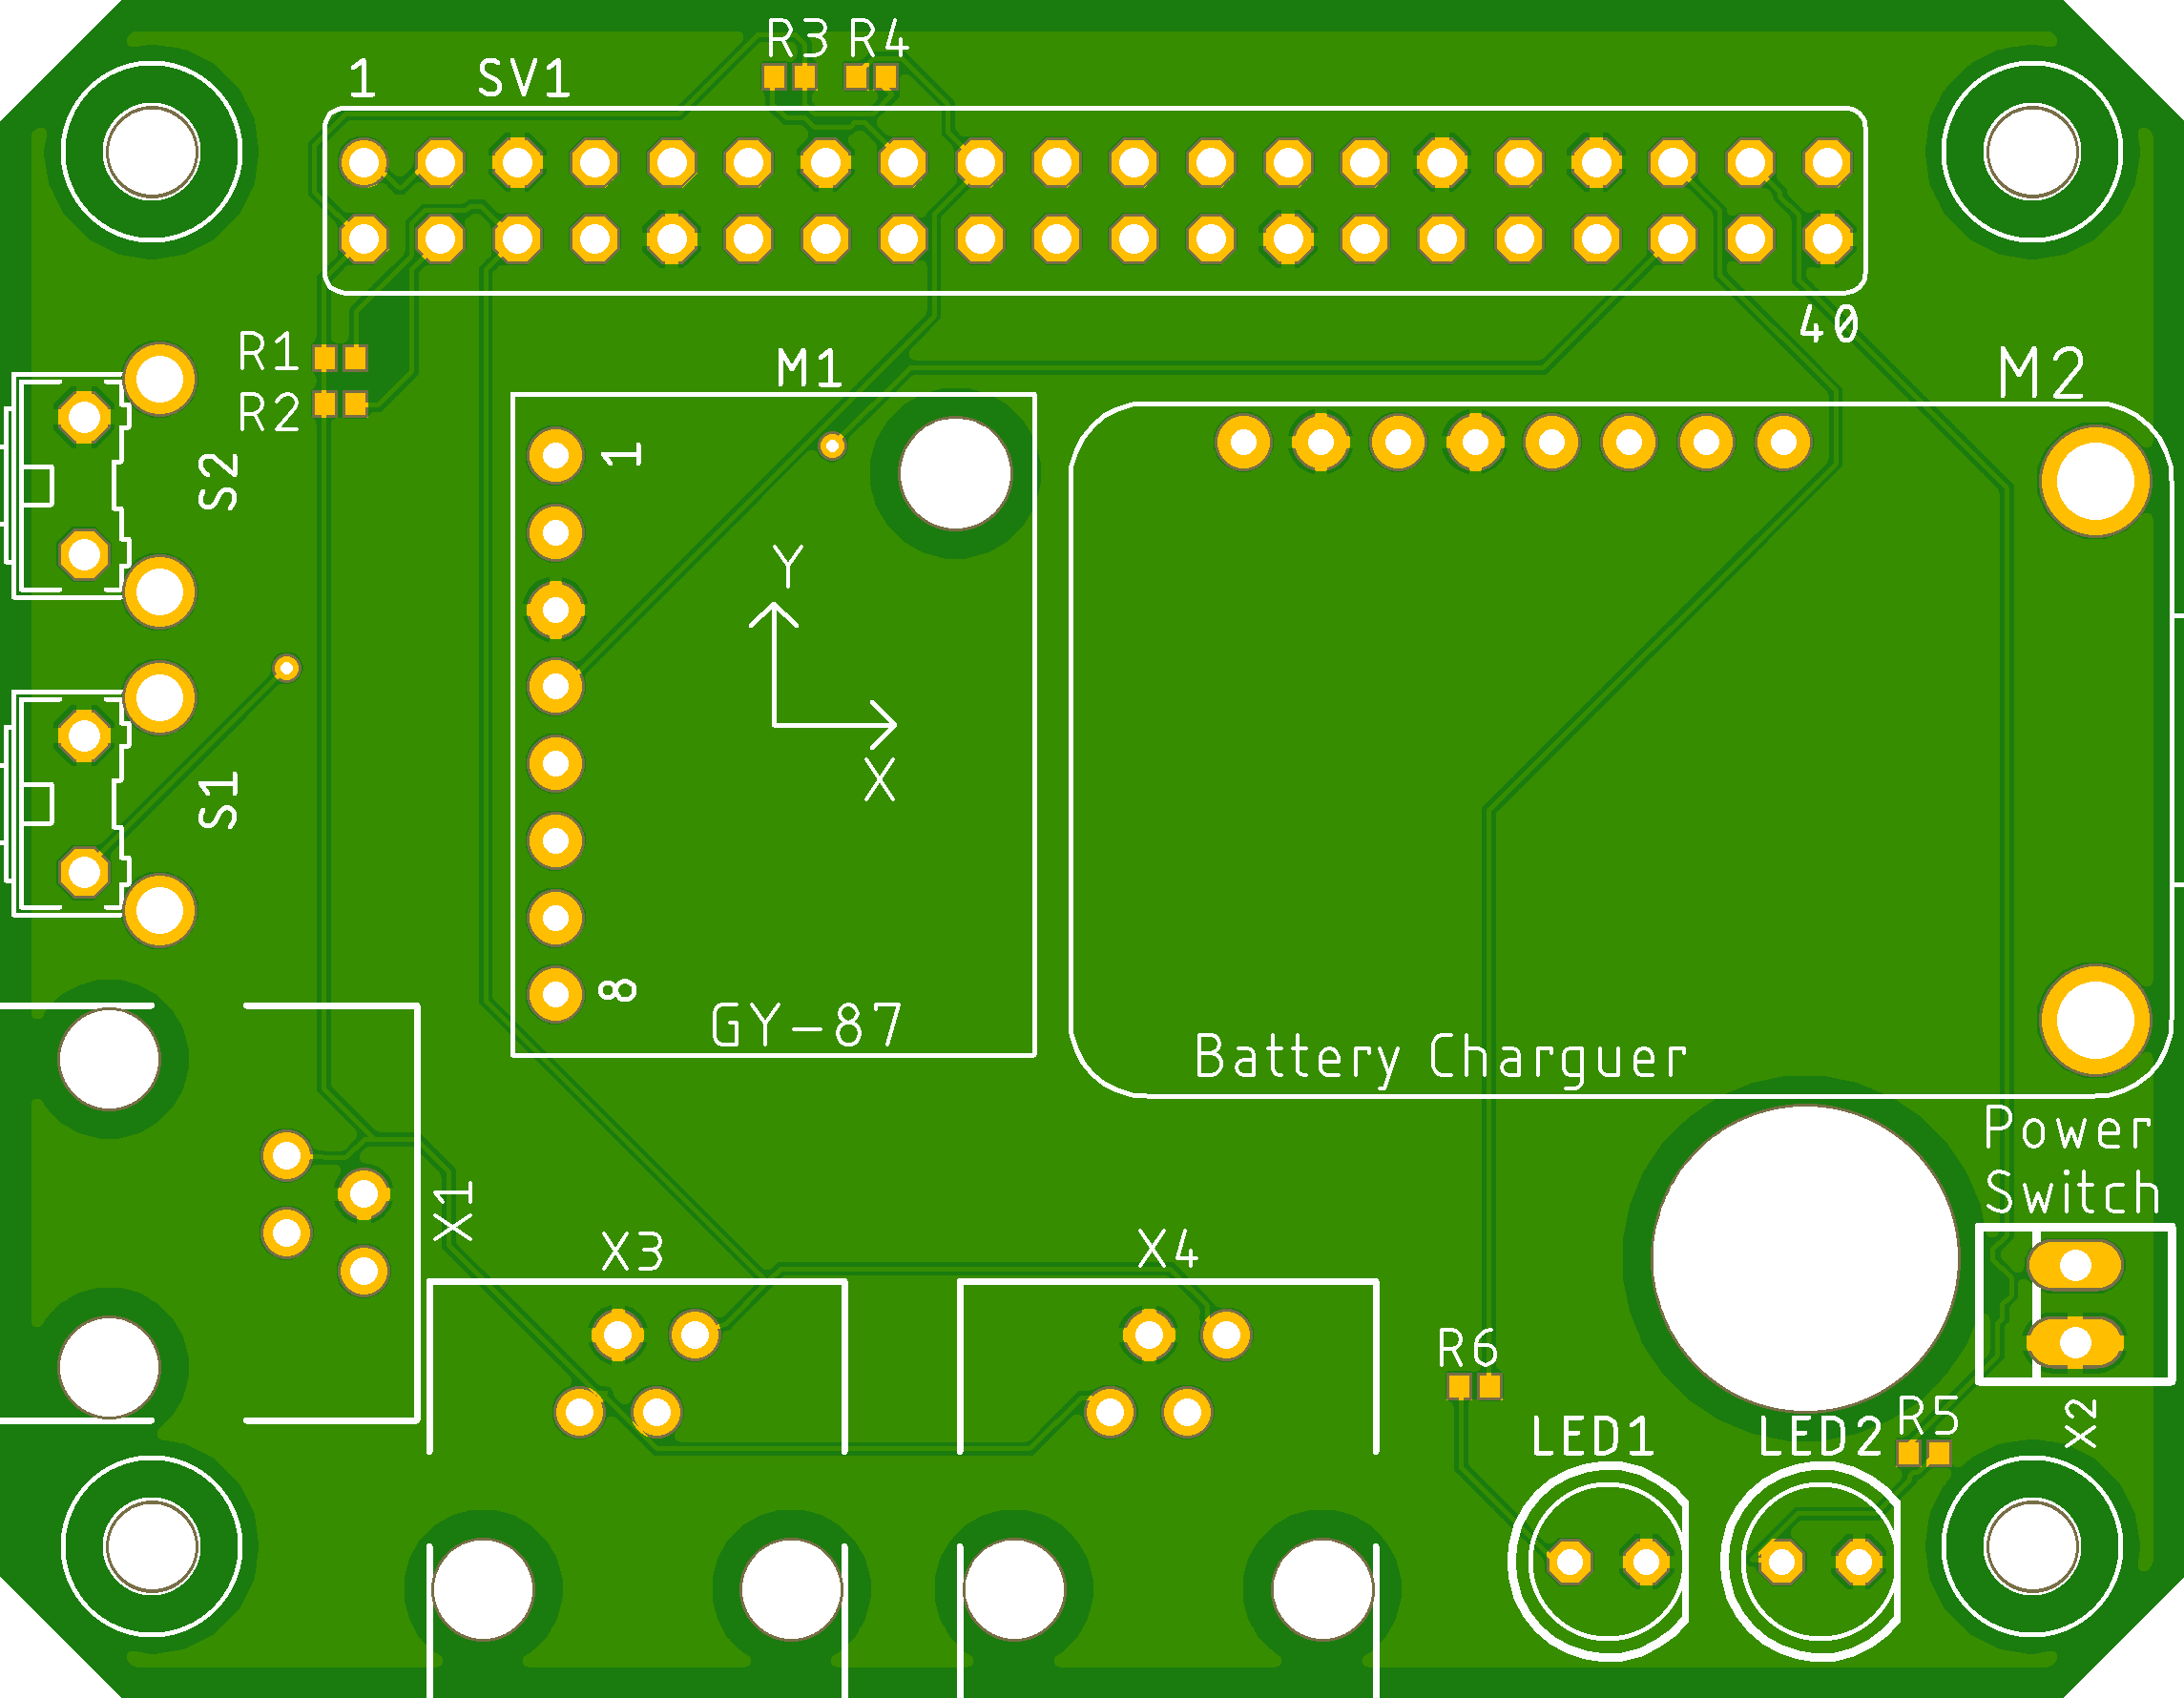 R3 R4
1 SV1
40
R1
R2
M1
M2
1
S2
Y
S1
X
8
GY-87
Battery Charguer
Power
Switch
X1
X3
X4
R6
R5
X2
LED1
LED2